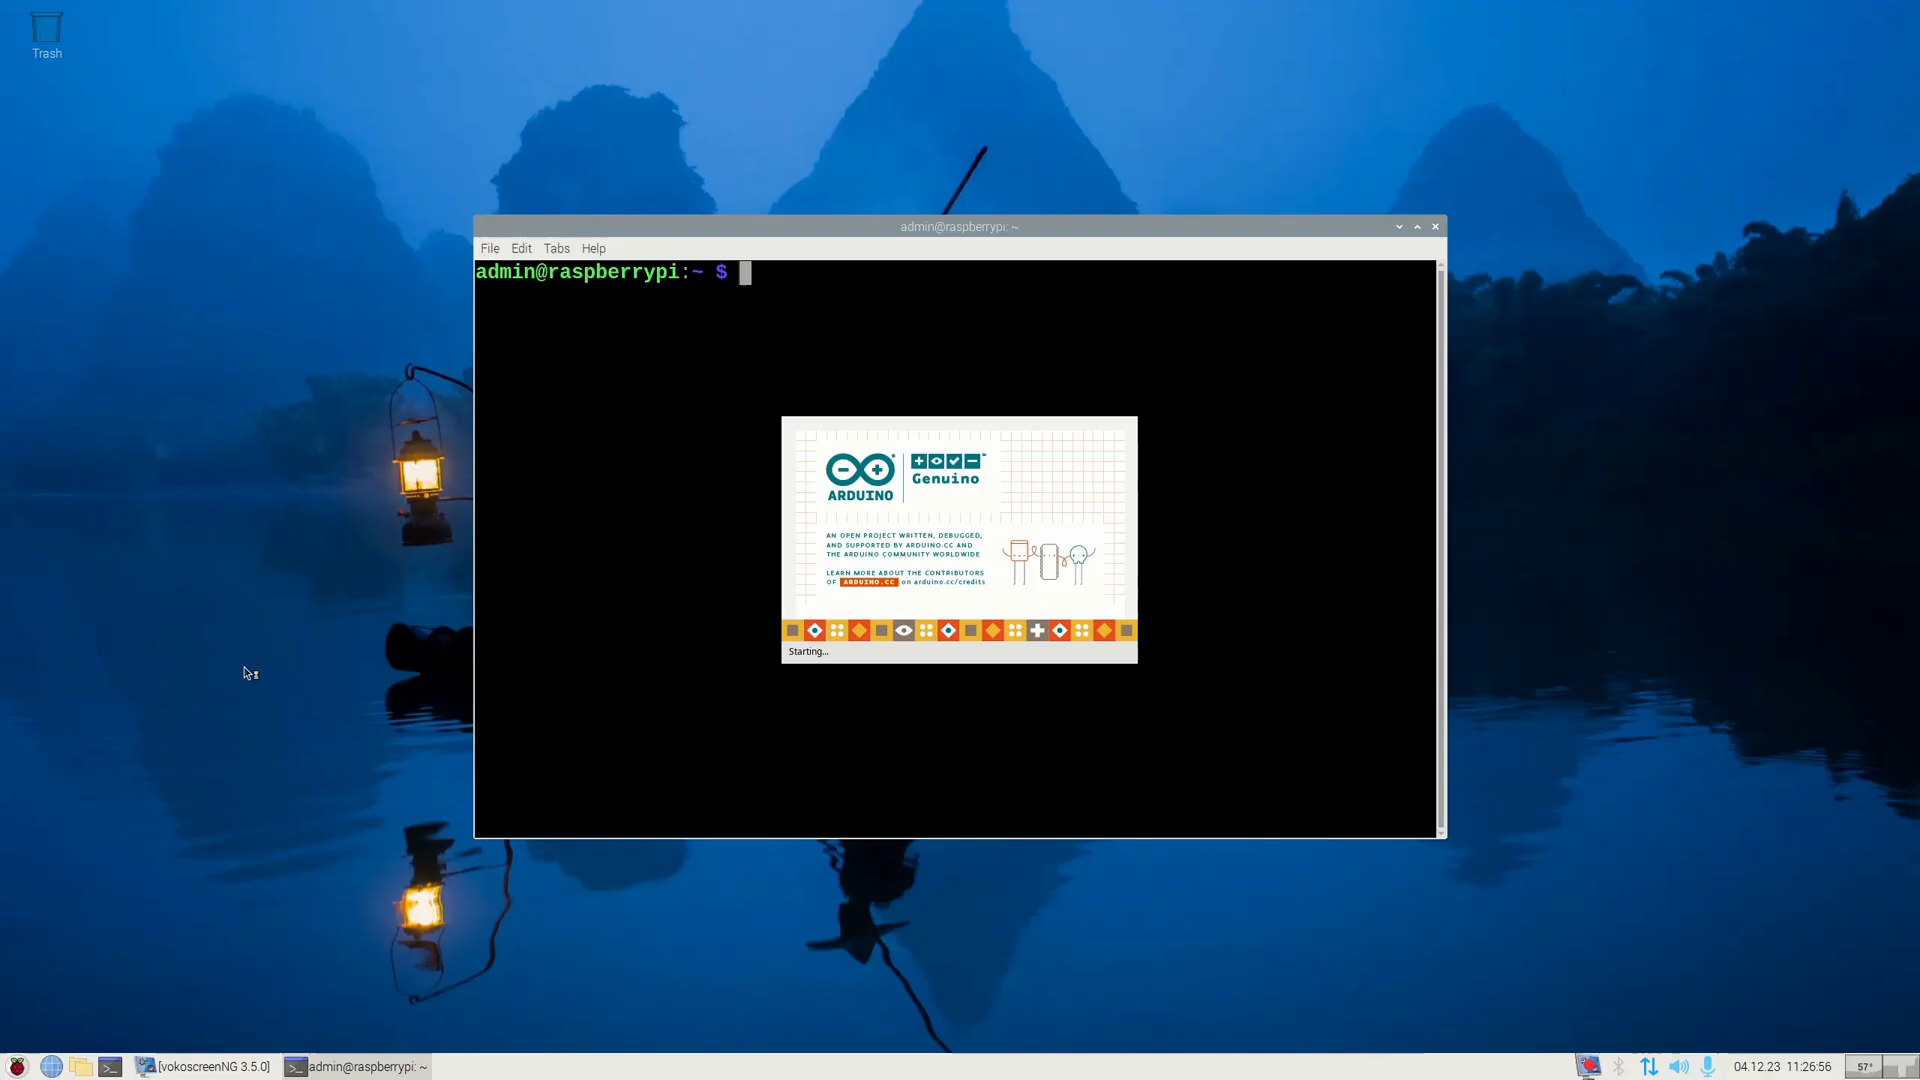 Trash
admin@raspberrypi: ~
File Edit Tabs Help
admin@raspberrypi:~ $
ARDUINO
Genuino
AN OPEN PROJECT WRITTEN, DEBUGGED,
AND SUPPORTED BY ARDUINO.CC AND
THE ARDUINO COMMUNITY WORLDWIDE
LEARN MORE ABOUT THE CONTRIBUTORS
OF ARDUINO.CC on arduino.cc/credits
Starting...
[vokoscreenNG 3.5.0] admin@raspberrypi: ~ 04.12.23 11:26:56 57°